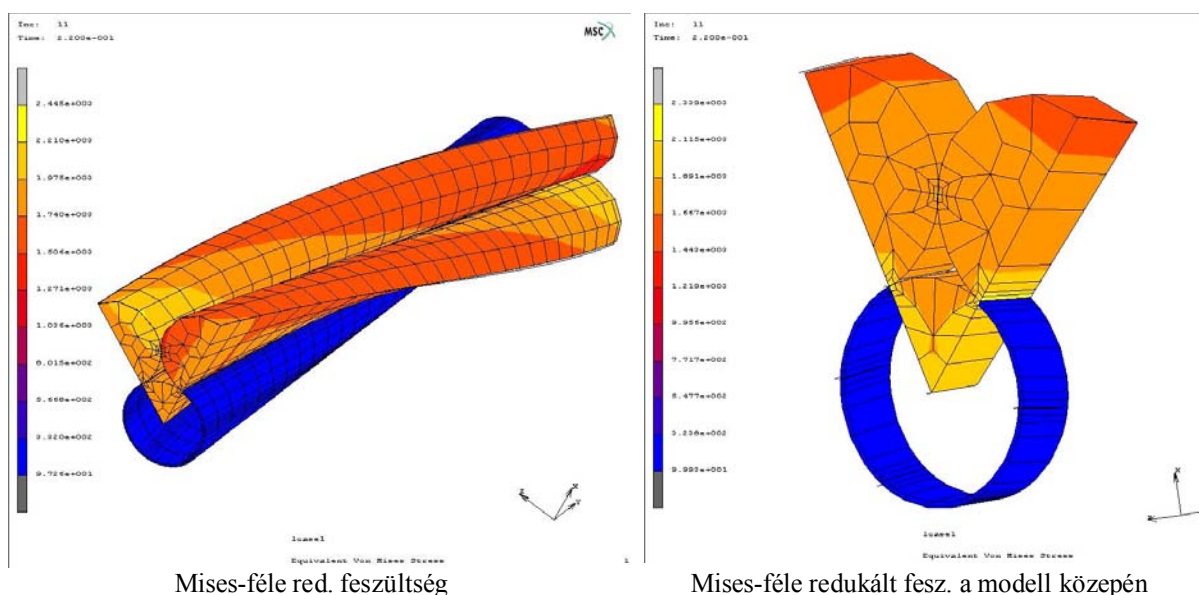 Inc: 11
Time: 2.200e-001
MSC
2.445e+003
2.210e+003
1.975e+003
1.740e+003
1.506e+003
1.271e+003
1.036e+003
8.015e+002
5.668e+002
3.320e+002
9.726e+001
Z
X
Y
lcase1
Equivalent Von Mises Stress
1
Mises-féle red. feszültség
Inc: 11
Time: 2.200e-001
2.339e+003
2.115e+003
1.891e+003
1.667e+003
1.443e+003
1.219e+003
9.956e+002
7.717e+002
5.477e+002
3.238e+002
9.993e+001
X
lcase1
Equivalent Von Mises Stress
Mises-féle redukált fesz. a modell közepén